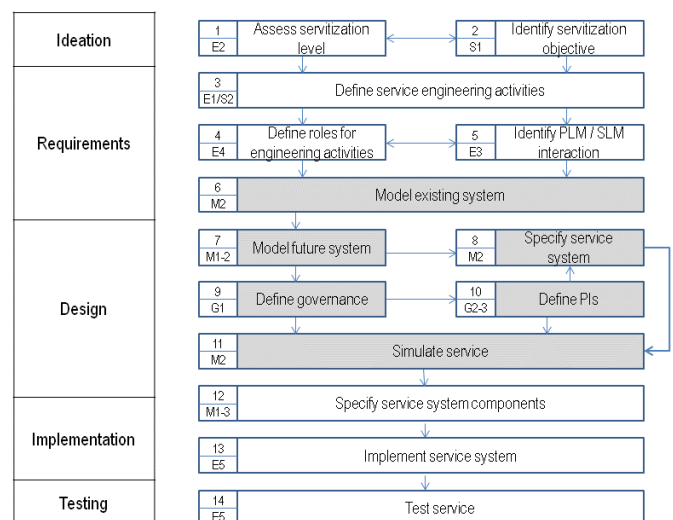 Ideation
1
E2
Assess servitization
level
2
S1
Identify servitization
objective
Requirements
3
E1/S2
Define service engineering activities
4
E4
Define roles for
engineering activities
5
E3
Identify PLM / SLM
interaction
6
M2
Model existing system
Design
7
M1-2
Model future system
8
M2
Specify service
system
9
G1
Define governance
10
G2-3
Define PIs
11
M2
Simulate service
Implementation
12
M1-3
Specify service system components
13
E5
Implement service system
Testing
14
E5
Test service